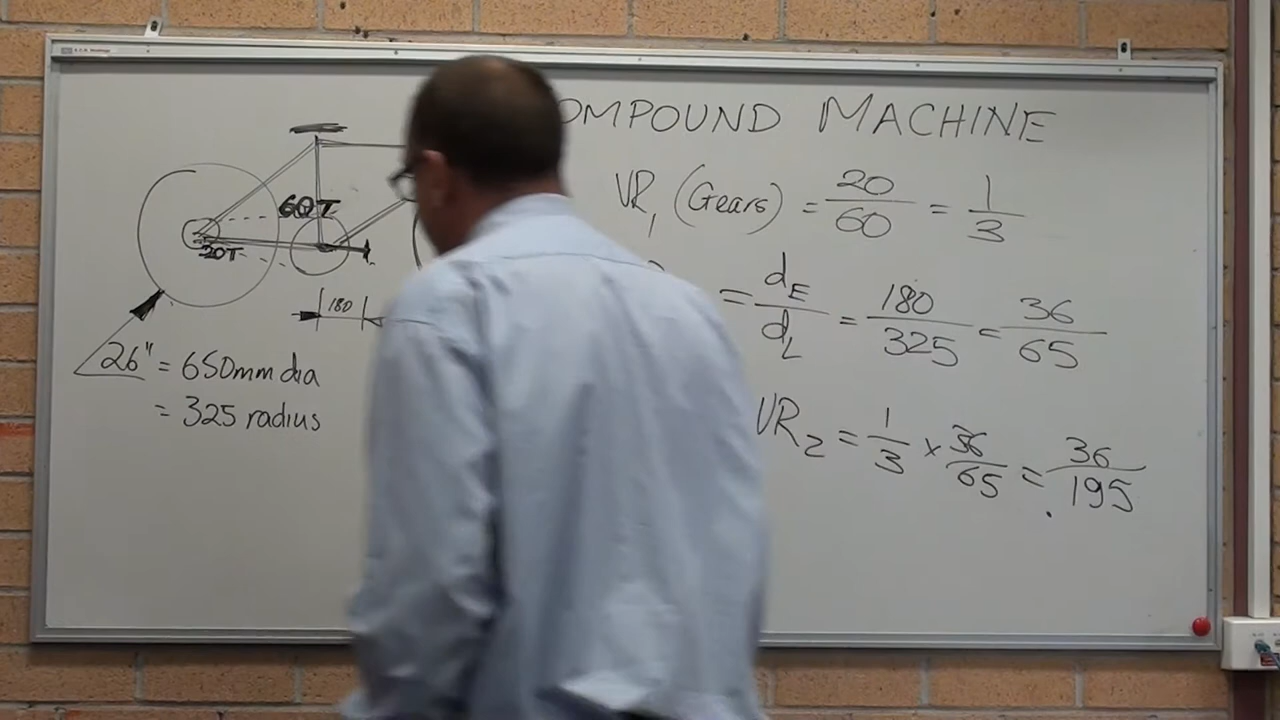 OMPOUND MACHINE
VR₁ (Gears) = 20/60 = 1/3
60T
20T
= dE/dL = 180/325 = 36/65
180
26" = 650mm dia
= 325 radius
VR₂ = 1/3 × 36/65 = 36/195